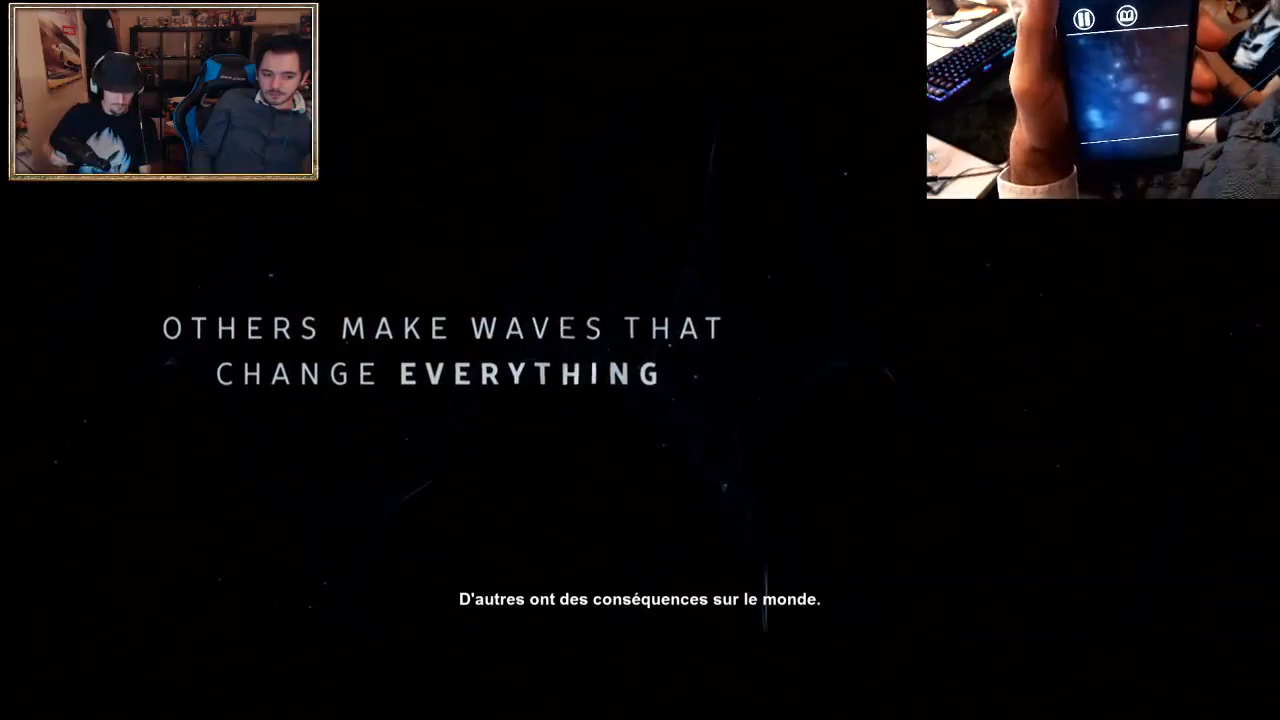 OTHERS MAKE WAVES THAT
CHANGE EVERYTHING
D'autres ont des conséquences sur le monde.